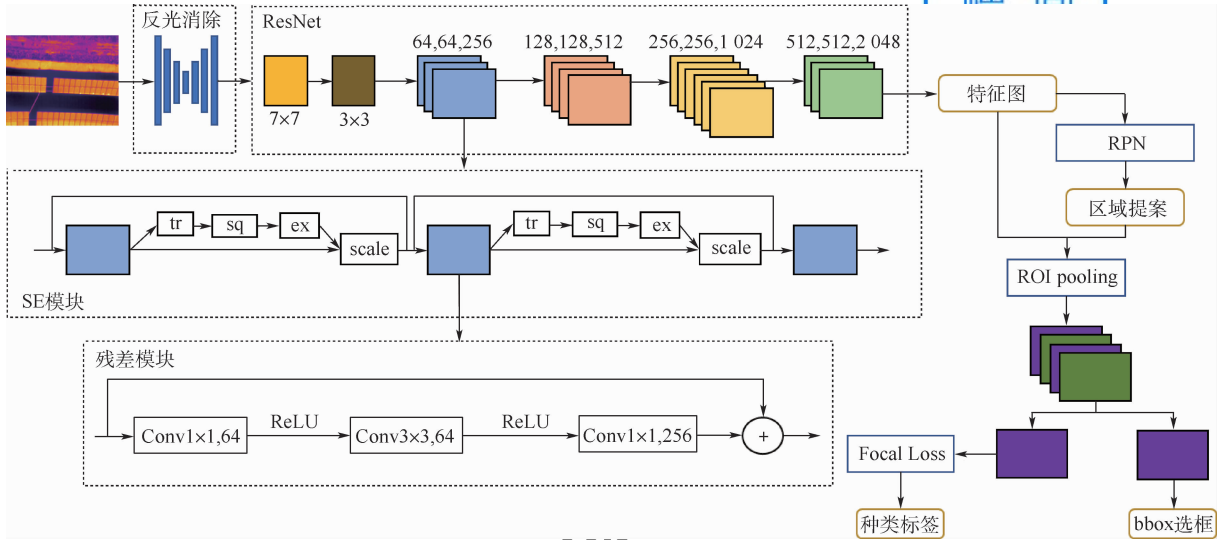 反光消除
ResNet
64,64,256
128,128,512
256,256,1 024
512,512,2 048
7×7
3×3
特征图
RPN
区域提案
ROI pooling
tr
sq
ex
scale
tr
sq
ex
scale
SE模块
残差模块
Conv1×1,64
ReLU
Conv3×3,64
ReLU
Conv1×1,256
+
Focal Loss
种类标签
bbox选框